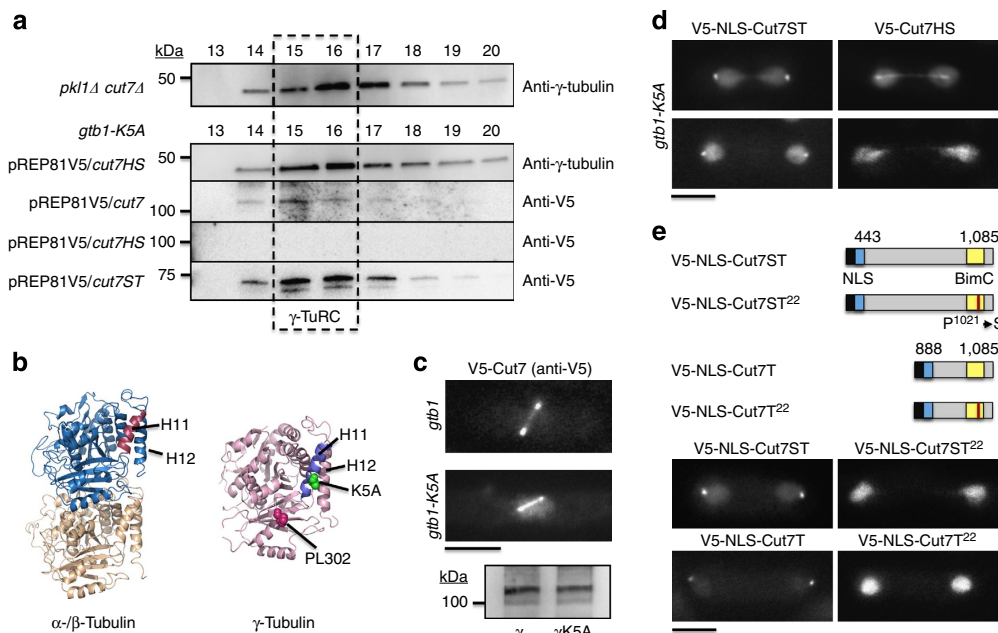 a
kDa 13 14 15 16 17 18 19 20
pkl1Δ cut7Δ 50 Anti-γ-tubulin
gtb1-K5A 13 14 15 16 17 18 19 20
pREP81V5/cut7HS 50 Anti-γ-tubulin
pREP81V5/cut7 100 Anti-V5
pREP81V5/cut7HS 100 Anti-V5
pREP81V5/cut7ST 75 Anti-V5
γ-TuRC
b
H11
H12
α-/β-Tubulin
H11
H12
K5A
PL302
γ-Tubulin
c
V5-Cut7 (anti-V5)
gtb1
gtb1-K5A
kDa
100
γ γK5A
d
V5-NLS-Cut7ST V5-Cut7HS
gtb1-K5A
e
443 1,085
V5-NLS-Cut7ST
NLS BimC
V5-NLS-Cut7ST22
P1021 S
888 1,085
V5-NLS-Cut7T
V5-NLS-Cut7T22
V5-NLS-Cut7ST V5-NLS-Cut7ST22
V5-NLS-Cut7T V5-NLS-Cut7T22